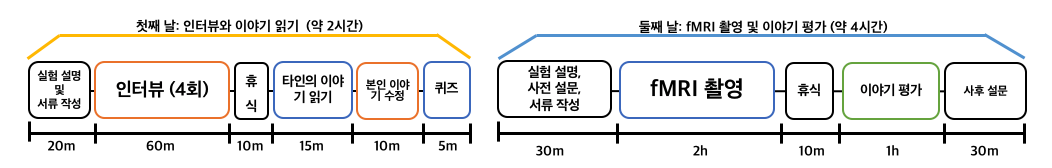 첫째 날: 인터뷰와 이야기 읽기 (약 2시간)
실험 설명
및
서류 작성
인터뷰 (4회)
휴
식
타인의 이야
기 읽기
본인 이야
기 수정
퀴즈
20m
60m
10m
15m
10m
5m
둘째 날: fMRI 촬영 및 이야기 평가 (약 4시간)
실험 설명,
사전 설문,
서류 작성
fMRI 촬영
휴식
이야기 평가
사후 설문
30m
2h
10m
1h
30m